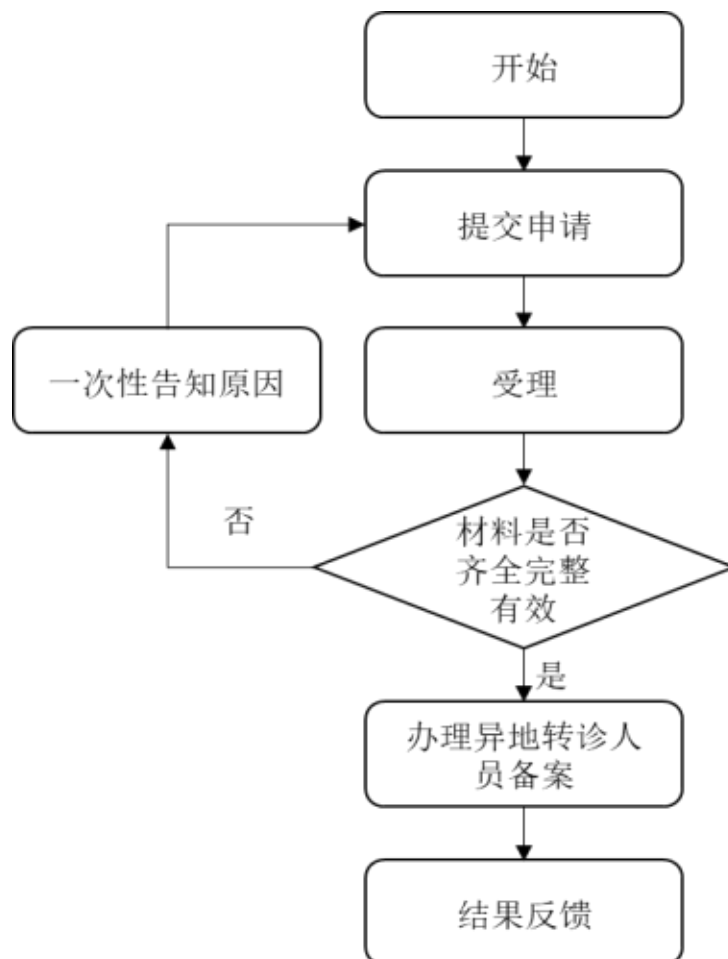 开始
提交申请
一次性告知原因
受理
否
材料是否
齐全完整
有效
是
办理异地转诊人
员备案
结果反馈